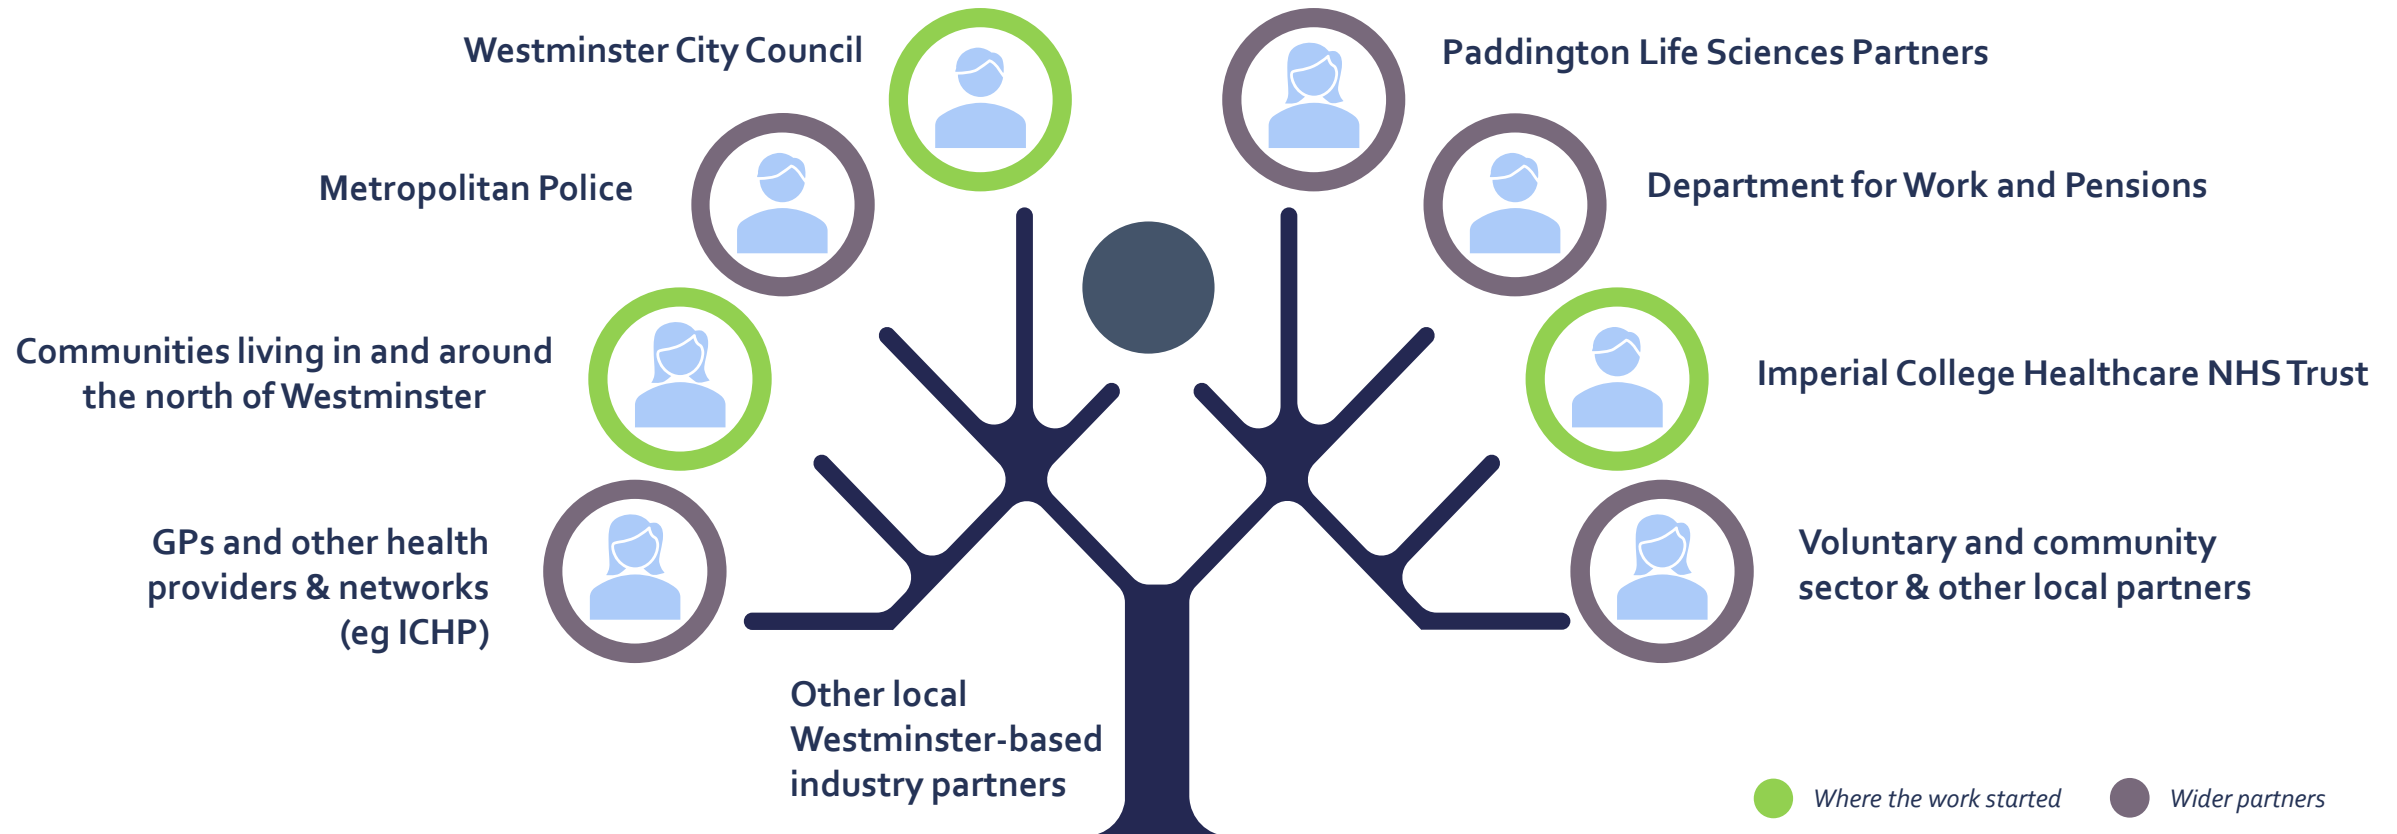 Westminster City Council
Paddington Life Sciences Partners
Metropolitan Police
Department for Work and Pensions
Communities living in and around
the north of Westminster
Imperial College Healthcare NHS Trust
GPs and other health
providers & networks
(eg ICHP)
Voluntary and community
sector & other local partners
Other local
Westminster-based
industry partners
Where the work started
Wider partners